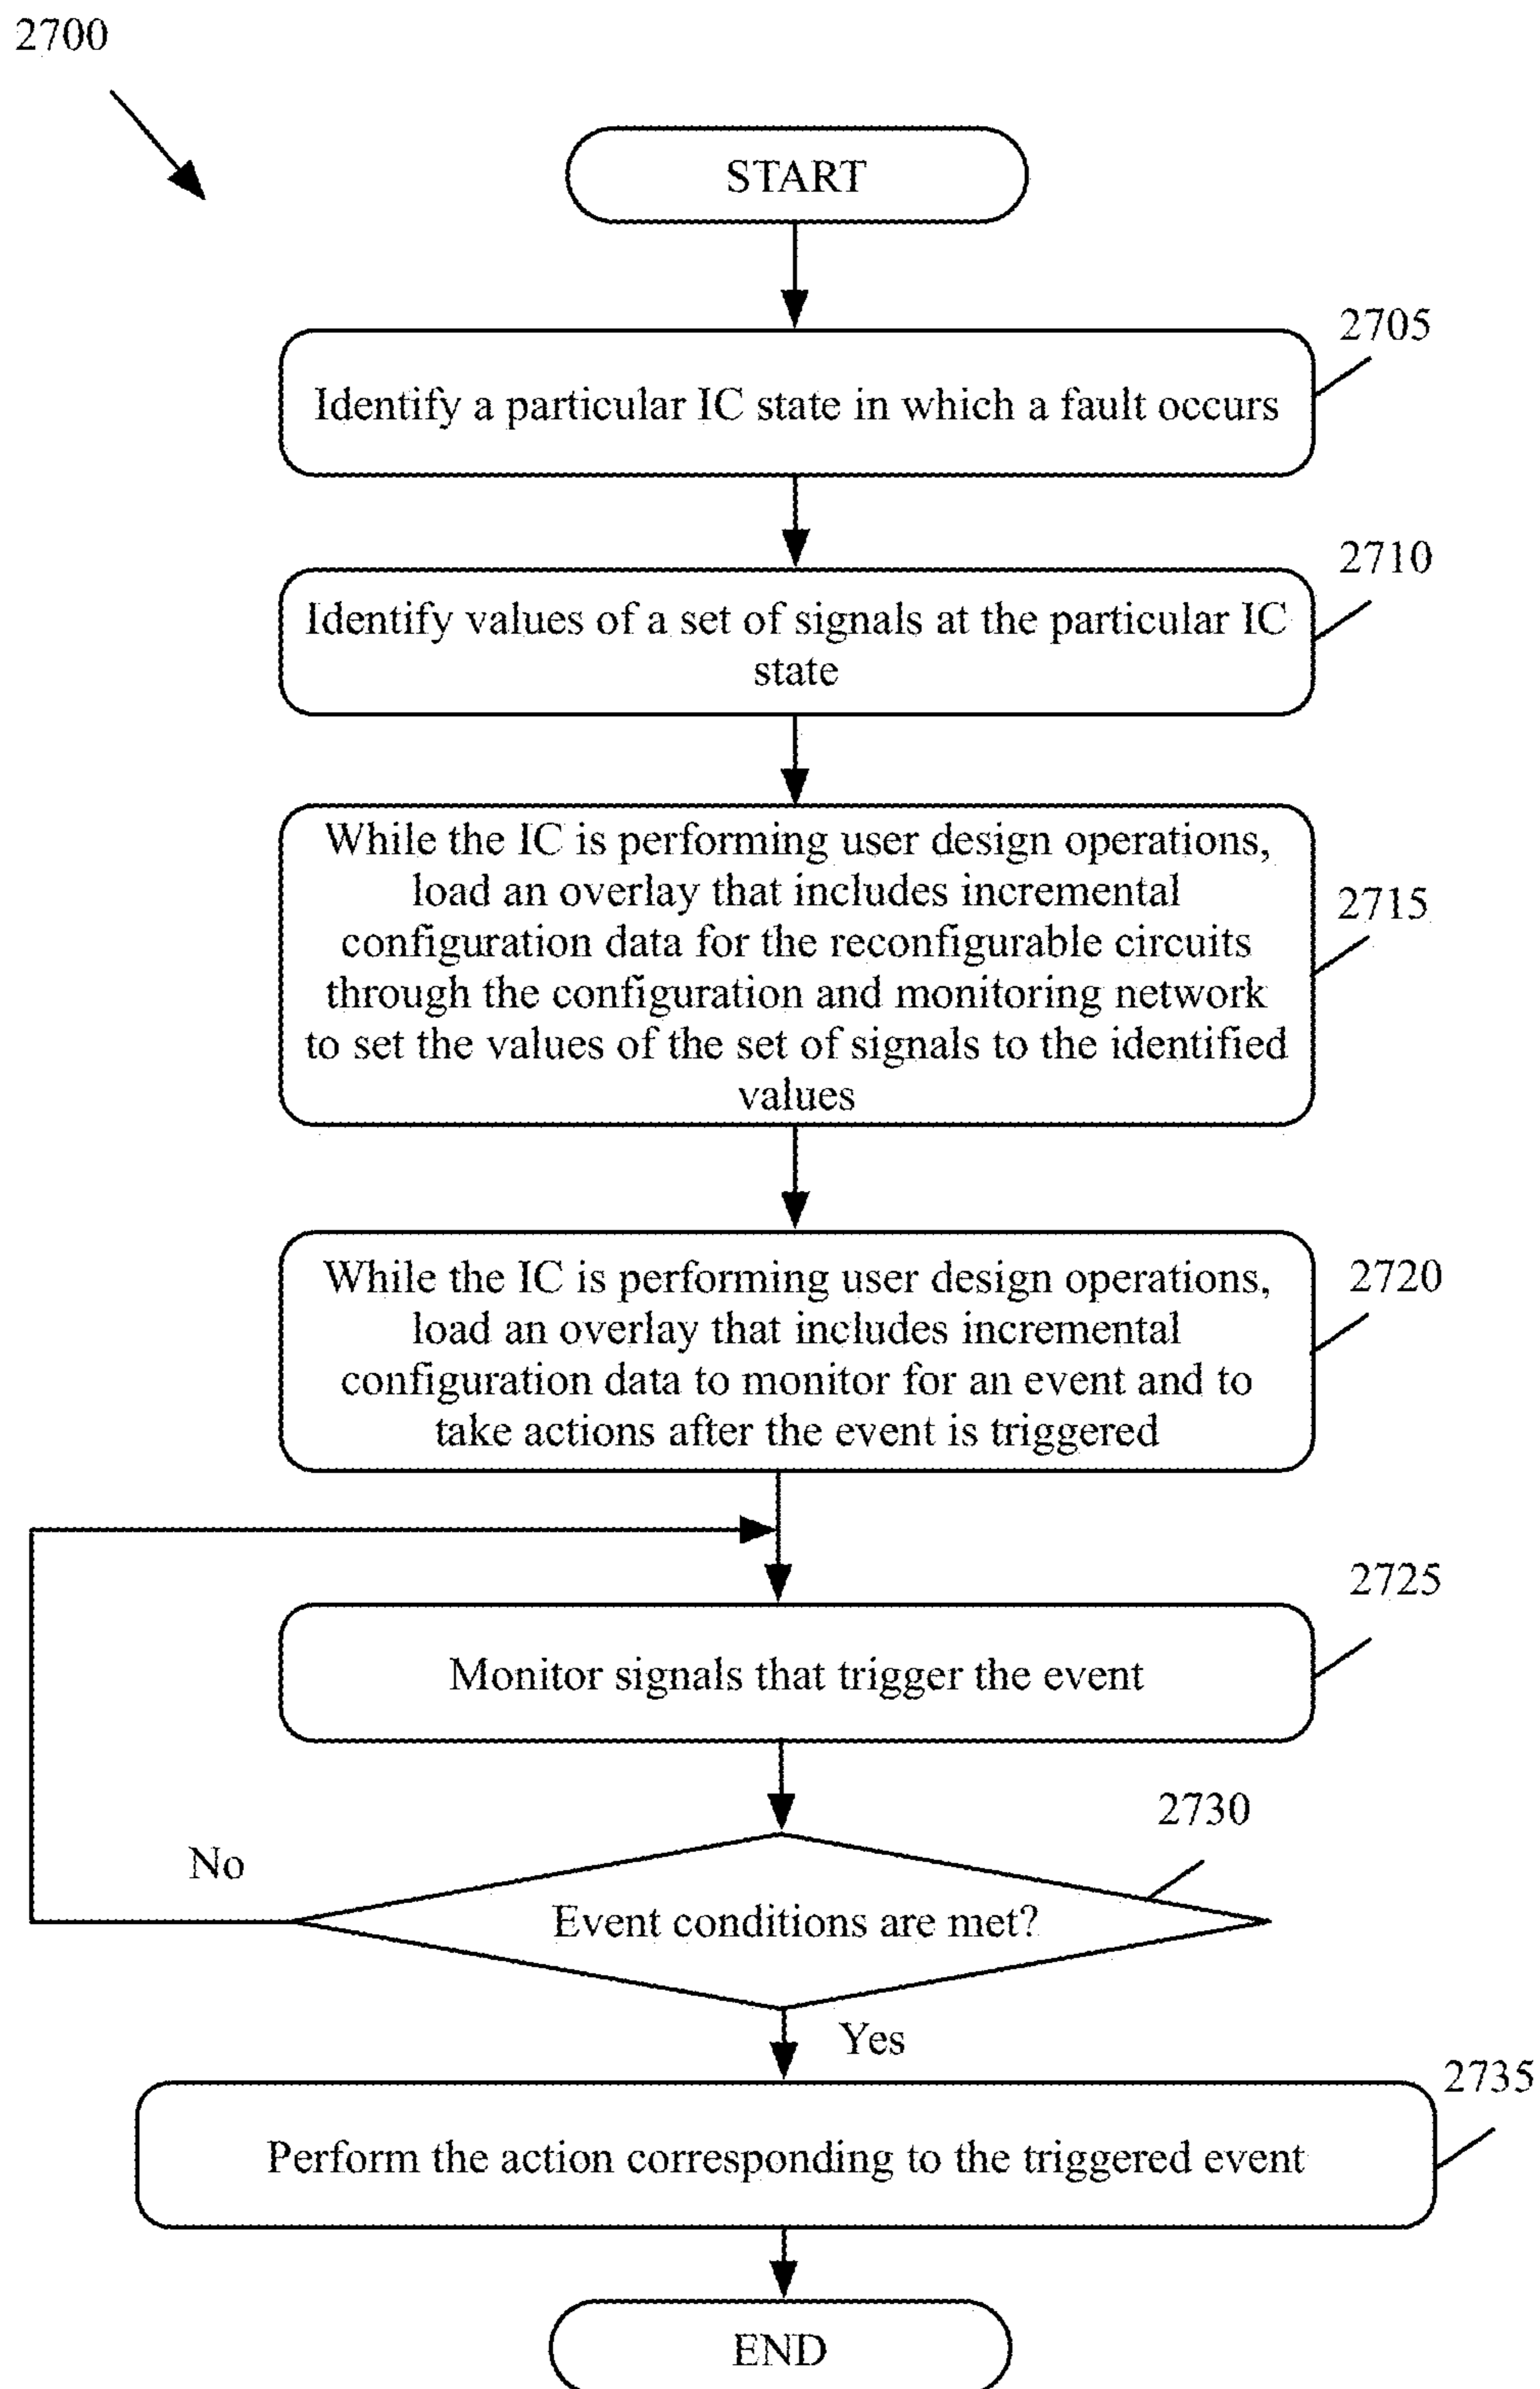 2700
START
2705
Identify a particular IC state in which a fault occurs
2710
Identify values of a set of signals at the particular IC
state
While the IC is performing user design operations,
load an overlay that includes incremental
2715
configuration data for the reconfigurable circuits
through the configuration and monitoring network
to set the values of the set of signals to the identified
values
2720
While the IC is performing user design operations,
load an overlay that includes incremental
configuration data to monitor for an event and to
take actions after the event is triggered
2725
Monitor signals that trigger the event
2730
No
Event conditions are met?
Yes
2735
Perform the action corresponding to the triggered event
END